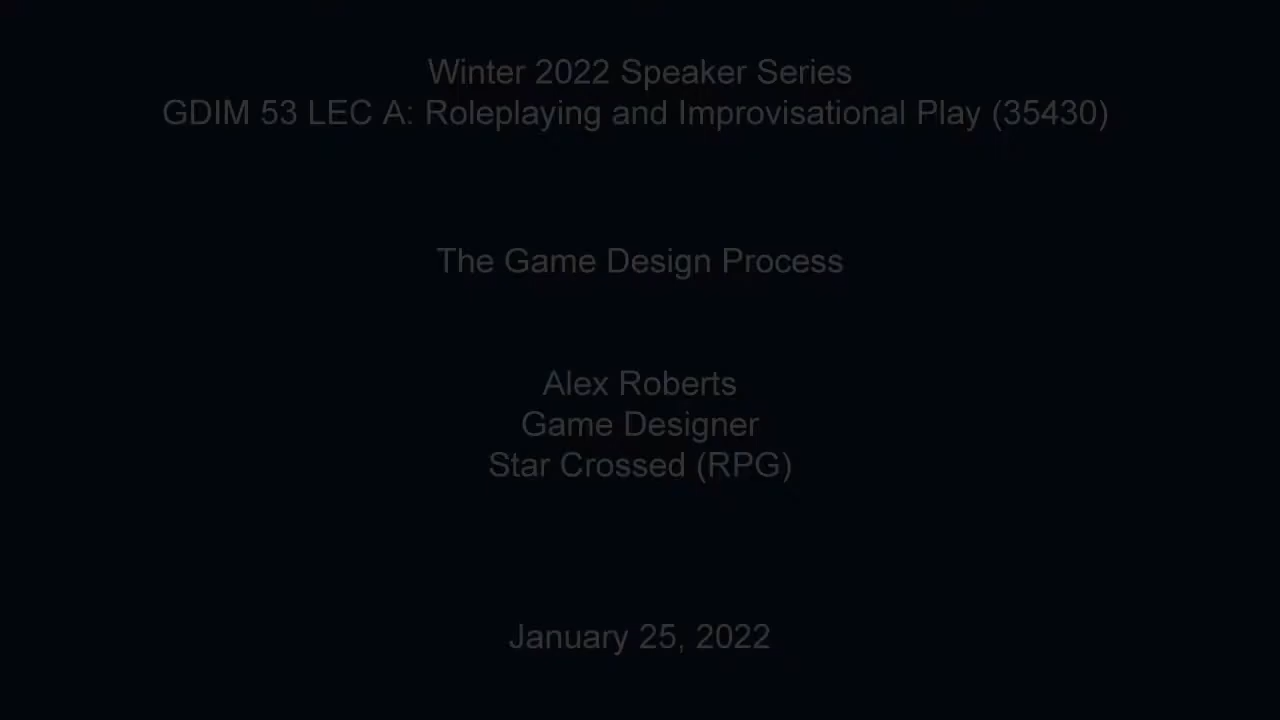 Winter 2022 Speaker Series
GDIM 53 LEC A: Roleplaying and Improvisational Play (35430)
The Game Design Process
Alex Roberts
Game Designer
Star Crossed (RPG)
January 25, 2022